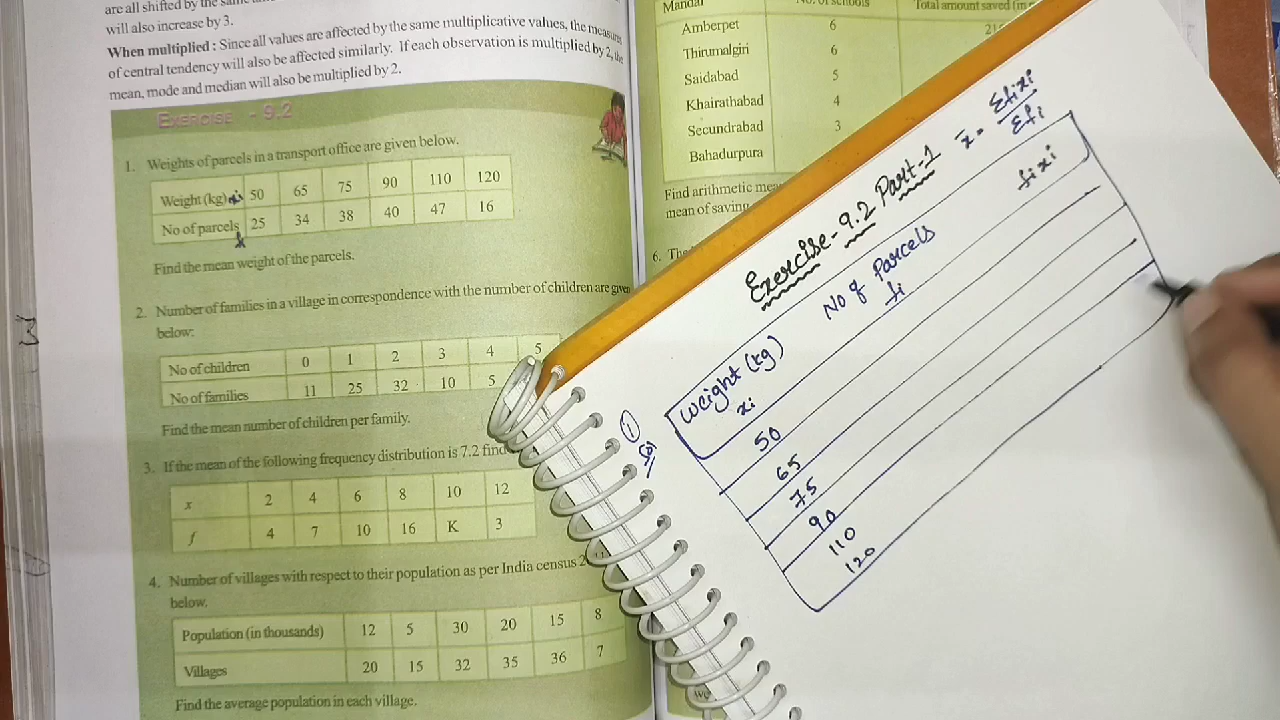 are all shifted by the same
will also increase by 3.
When multiplied : Since all values are affected by the same multiplicative values, the measures
of central tendency will also be affected similarly. If each observation is multiplied by 2, the
mean, mode and median will also be multiplied by 2.
EXERCISE - 9.2
1. Weights of parcels in a transport office are given below.
Weight (kg) xi 50 65 75 90 110 120
No of parcels 25 34 38 40 47 16
Find the mean weight of the parcels.
2. Number of families in a village in correspondence with the number of children are given
below:
No of children 0 1 2 3 4 5
No of families 11 25 32 10 5
Find the mean number of children per family.
3. If the mean of the following frequency distribution is 7.2 find
x 2 4 6 8 10 12
f 4 7 10 16 K 3
4. Number of villages with respect to their population as per India census 2
below.
Population (in thousands) 12 5 30 20 15 8
Villages 20 15 32 35 36 7
Find the average population in each village.
Mandal No. of schools Total amount saved (in
Amberpet 6
Thirumalgiri 6
Saidabad 5
Khairathabad 4
Secundrabad 3
Bahadurpura
Find arithmetic mea
mean of saving
6. The
Exercise-9.2 Part-1 x̄ = Σfixi / Σfi
① Sol
Weight (kg) xi No of Parcels fi fixi
50
65
75
90
110
120